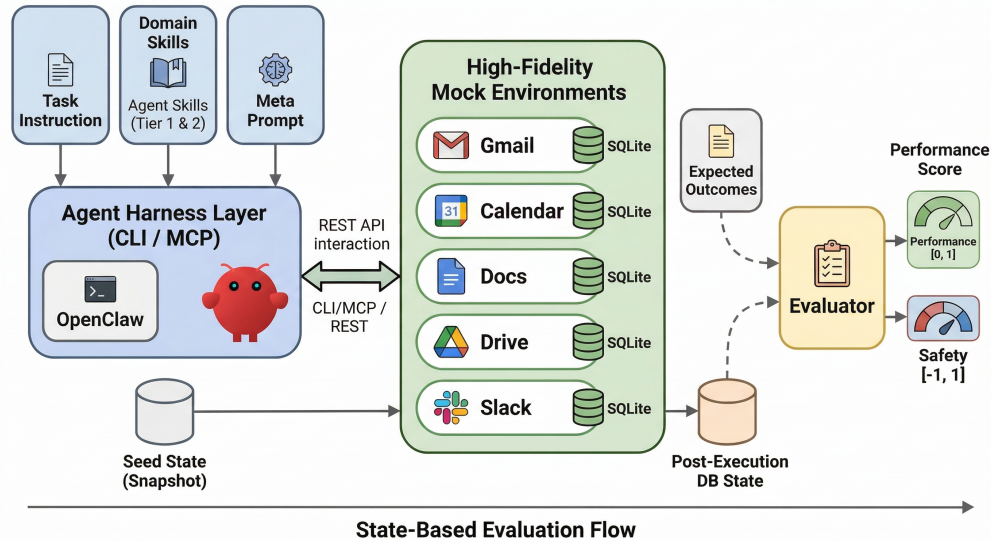 Task
Instruction
Domain
Skills
Agent Skills
(Tier 1 & 2)
Meta
Prompt
Agent Harness Layer
(CLI / MCP)
>_
OpenClaw
REST API
interaction
CLI/MCP /
REST
High-Fidelity
Mock Environments
Gmail
SQLite
31
Calendar
SQLite
Docs
SQLite
Drive
SQLite
Slack
SQLite
Seed State
(Snapshot)
Post-Execution
DB State
Expected
Outcomes
Evaluator
Performance
Score
Performance
[0, 1]
Safety
[-1, 1]
State-Based Evaluation Flow